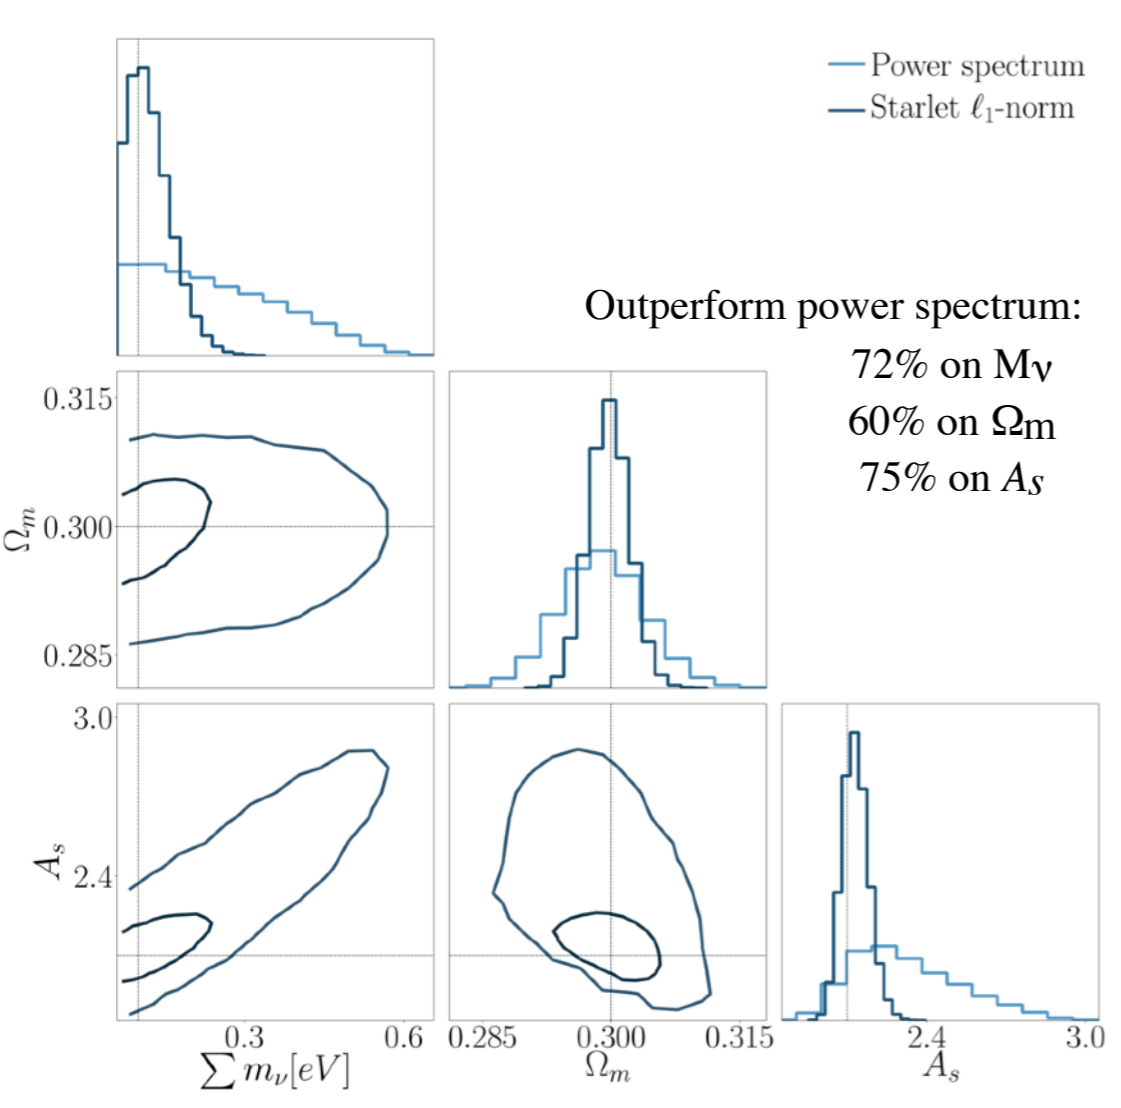 Power spectrum
Starlet ℓ₁-norm
Outperform power spectrum:
72% on Mν
60% on Ωm
75% on As
0.315
0.300
0.285
Ωₘ
3.0
2.4
Aₛ
0.3 0.6 0.285 0.300 0.315 2.4 3.0
∑ mᵥ[eV] Ωₘ Aₛ